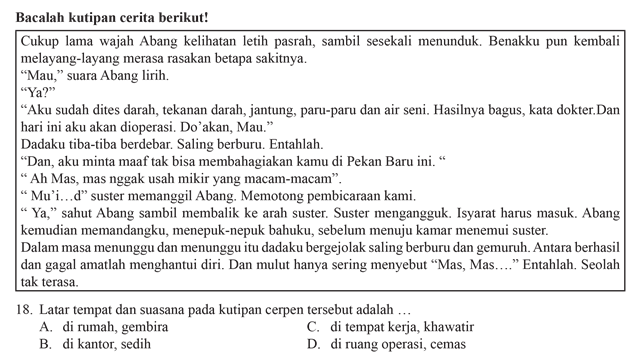 Bacalah kutipan cerita berikut!
Cukup lama wajah Abang kelihatan letih pasrah, sambil sesekali menunduk. Benakku pun kembali
melayang-layang merasa rasakan betapa sakitnya.
“Mau,” suara Abang lirih.
“Ya?”
“Aku sudah dites darah, tekanan darah, jantung, paru-paru dan air seni. Hasilnya bagus, kata dokter.Dan
hari ini aku akan dioperasi. Do’akan, Mau.”
Dadaku tiba-tiba berdebar. Saling berburu. Entahlah.
“Dan, aku minta maaf tak bisa membahagiakan kamu di Pekan Baru ini. “
“ Ah Mas, mas nggak usah mikir yang macam-macam”.
“ Mu’i…d” suster memanggil Abang. Memotong pembicaraan kami.
“ Ya,” sahut Abang sambil membalik ke arah suster. Suster mengangguk. Isyarat harus masuk. Abang
kemudian memandangku, menepuk-nepuk bahuku, sebelum menuju kamar menemui suster.
Dalam masa menunggu dan menunggu itu dadaku bergejolak saling berburu dan gemuruh. Antara berhasil
dan gagal amatlah menghantui diri. Dan mulut hanya sering menyebut “Mas, Mas….” Entahlah. Seolah
tak terasa.
18. Latar tempat dan suasana pada kutipan cerpen tersebut adalah …
A. di rumah, gembira
C. di tempat kerja, khawatir
B. di kantor, sedih
D. di ruang operasi, cemas